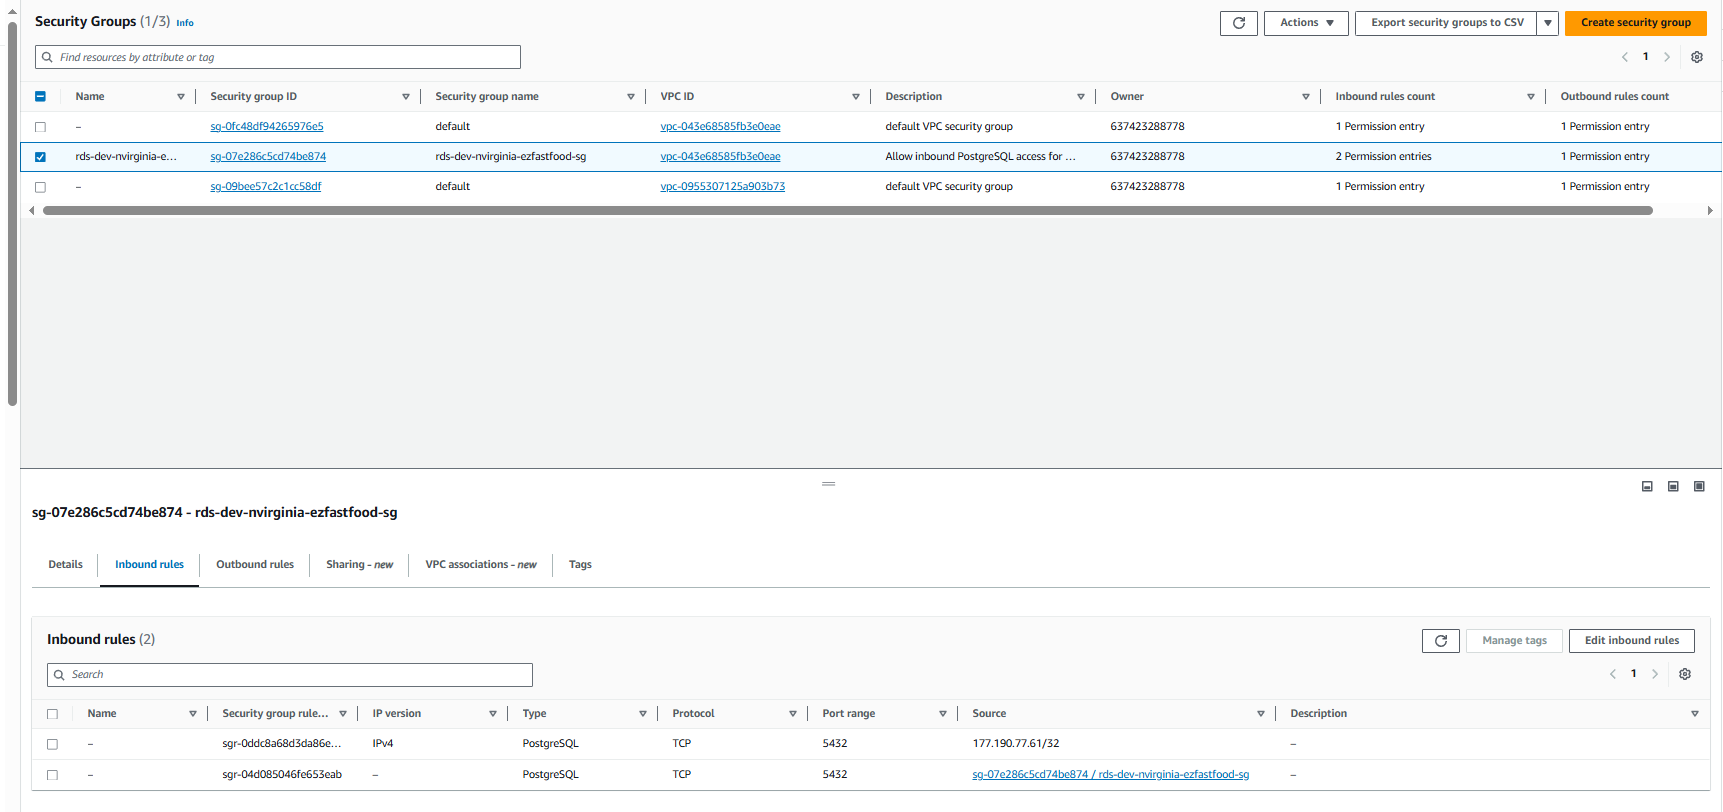 Security Groups (1/3) Info
Actions
Export security groups to CSV
Create security group
Find resources by attribute or tag
1
Name Security group ID Security group name VPC ID Description Owner Inbound rules count Outbound rules count
– sg-0fc48df94265976e5 default vpc-043e68585fb3e0eae default VPC security group 637423288778 1 Permission entry 1 Permission entry
rds-dev-nvirginia-e... sg-07e286c5cd74be874 rds-dev-nvirginia-ezfastfood-sg vpc-043e68585fb3e0eae Allow inbound PostgreSQL access for ... 637423288778 2 Permission entries 1 Permission entry
– sg-09bee57c2c1cc58df default vpc-0955307125a903b73 default VPC security group 637423288778 1 Permission entry 1 Permission entry
sg-07e286c5cd74be874 - rds-dev-nvirginia-ezfastfood-sg
Details Inbound rules Outbound rules Sharing - new VPC associations - new Tags
Inbound rules (2)
Manage tags
Edit inbound rules
Search
1
Name Security group rule... IP version Type Protocol Port range Source Description
– sgr-0ddc8a68d3da86e... IPv4 PostgreSQL TCP 5432 177.190.77.61/32 –
– sgr-04d085046fe653eab – PostgreSQL TCP 5432 sg-07e286c5cd74be874 / rds-dev-nvirginia-ezfastfood-sg –